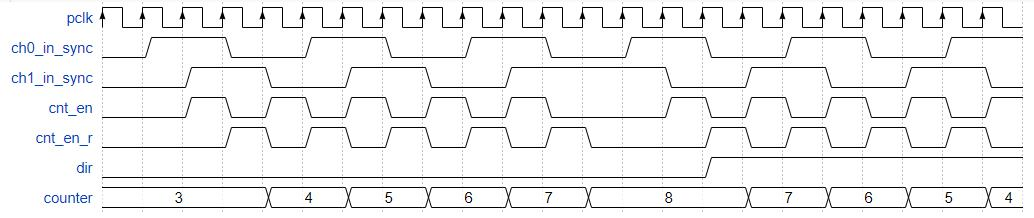 pclk
ch0_in_sync
ch1_in_sync
cnt_en
cnt_en_r
dir
counter 3 4 5 6 7 8 7 6 5 4